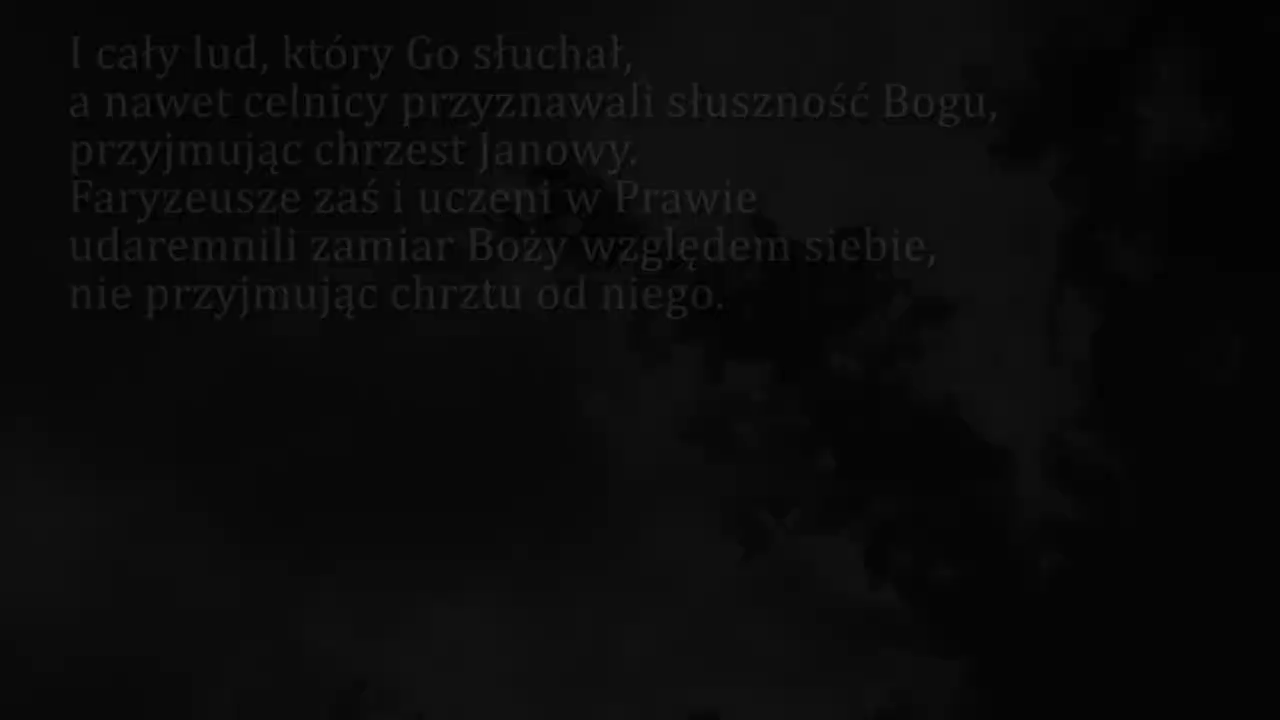 I cały lud, który Go słuchał,
a nawet celnicy przyznawali słuszność Bogu,
przyjmując chrzest Janowy.
Faryzeusze zaś i uczeni w Prawie
udaremnili zamiar Boży względem siebie,
nie przyjmując chrztu od niego.